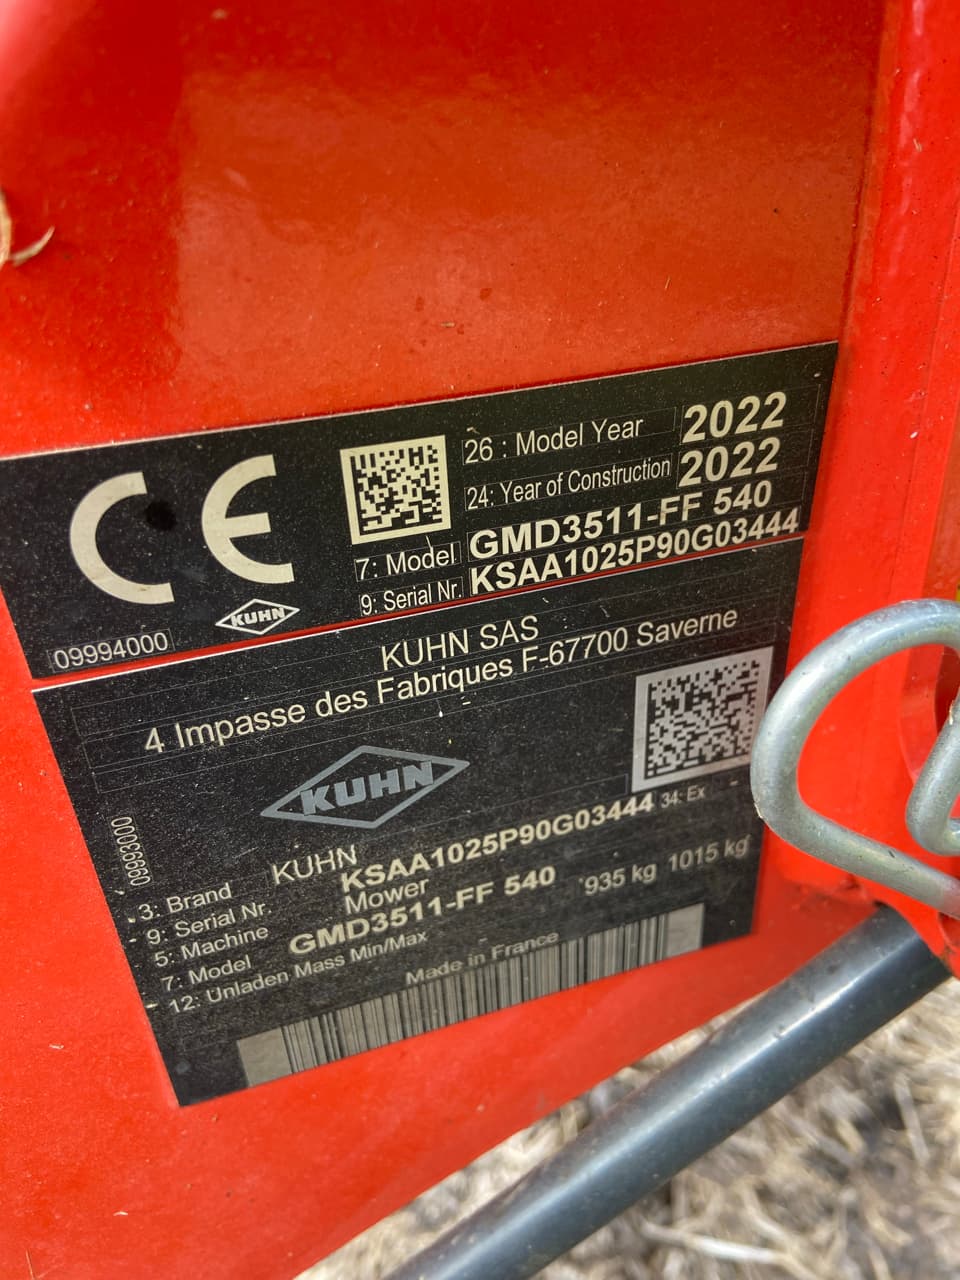 CE
26 : Model Year 2022
24: Year of Construction 2022
7: Model GMD3511-FF 540
9: Serial Nr. KSAA1025P90G03444
KUHN
09994000
KUHN SAS
4 Impasse des Fabriques F-67700 Saverne
KUHN
09993000
3: Brand KUHN
9: Serial Nr. KSAA1025P90G03444 34: Ex
5: Machine Mower
7: Model GMD3511-FF 540
12: Unladen Mass Min/Max 935 kg 1015 kg
Made in France